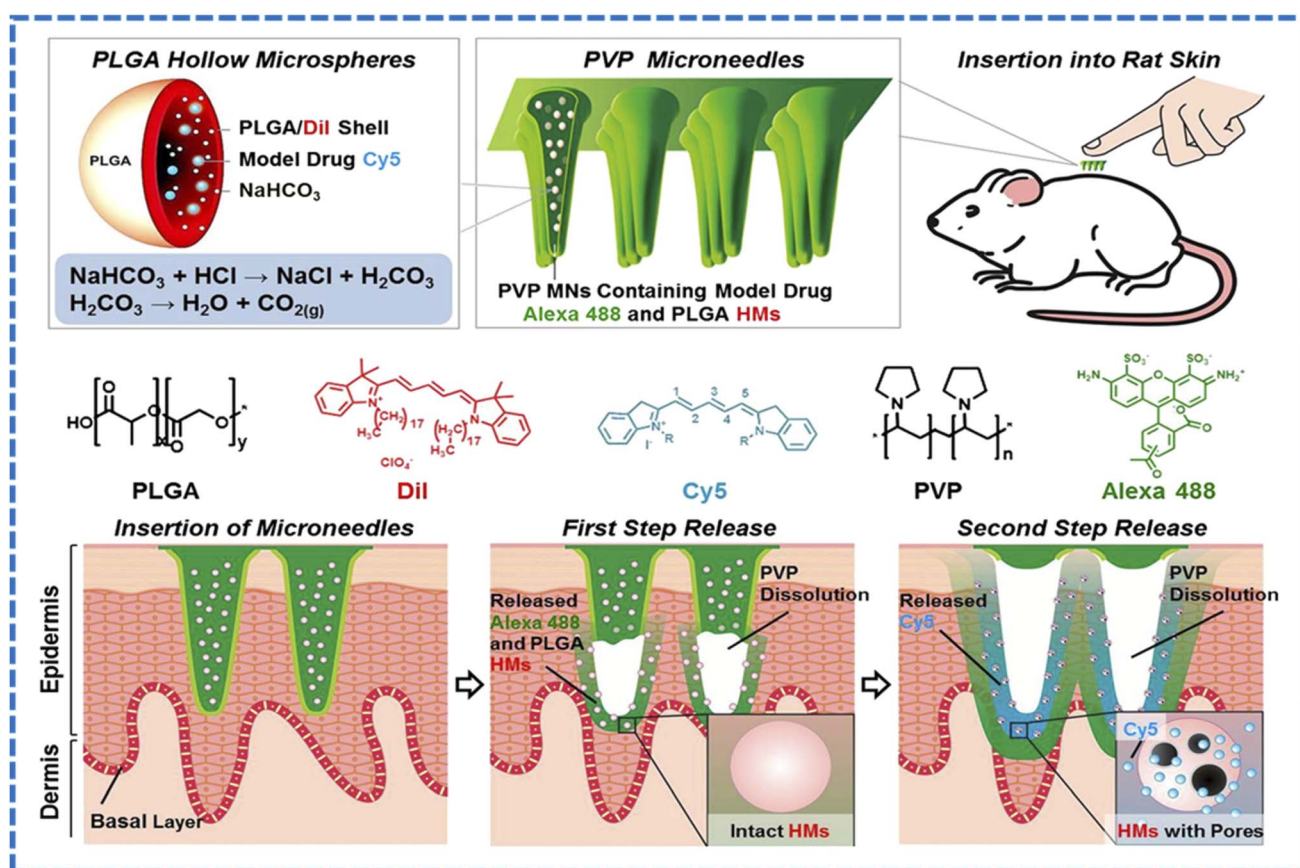 PLGA Hollow Microspheres
PLGA
PLGA/DiI Shell
Model Drug Cy5
NaHCO₃
NaHCO₃ + HCl → NaCl + H₂CO₃
H₂CO₃ → H₂O + CO₂(g)
PVP Microneedles
PVP MNs Containing Model Drug
Alexa 488 and PLGA HMs
Insertion into Rat Skin
HO
O
O
O
O
*
x
y
PLGA
N⁺
N
(CH₂)₁₇
H₃C
(H₂C)₁₇
H₃C
ClO₄⁻
DiI
1
2
3
4
5
N⁺
R
I⁻
N
R
Cy5
N
N
*
*
n
PVP
SO₃⁻
SO₃⁻
H₂N
O
NH₂⁺
O⁻
O
O
Alexa 488
Insertion of Microneedles
Epidermis
Dermis
Basal Layer
First Step Release
Released
Alexa 488
and PLGA
HMs
PVP
Dissolution
Intact HMs
Second Step Release
Released
Cy5
PVP
Dissolution
Cy5
HMs with Pores